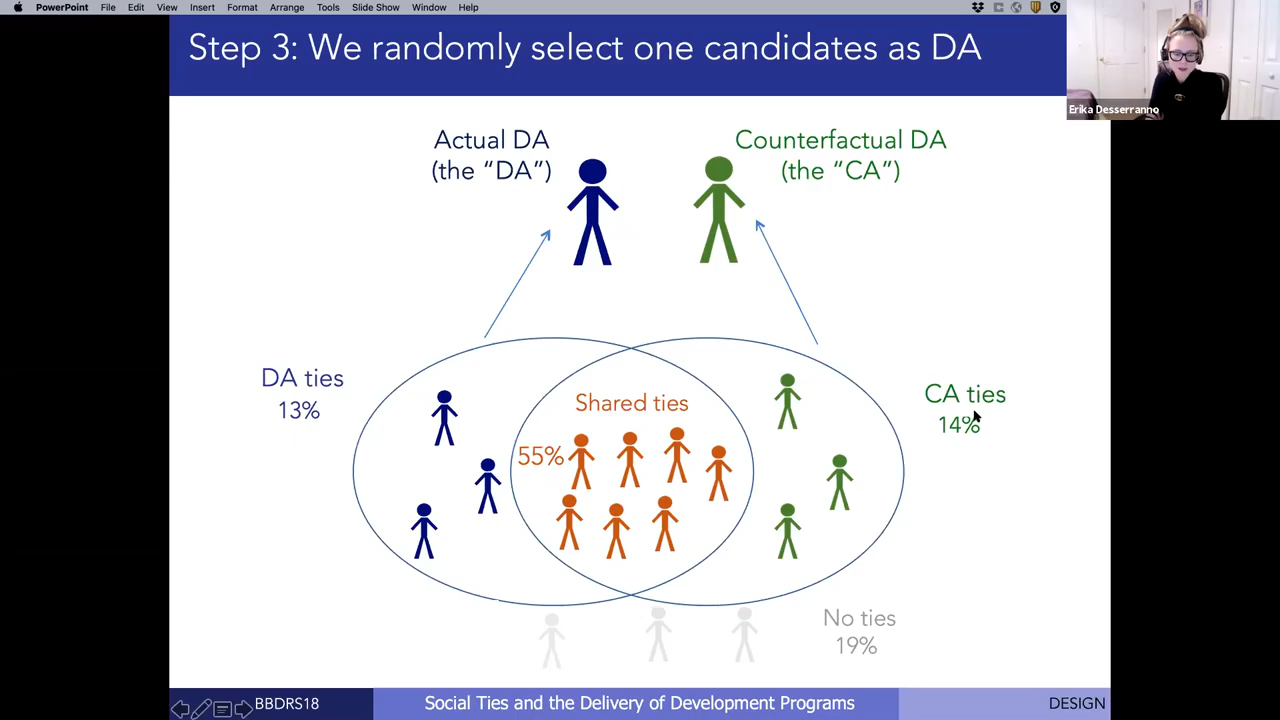 PowerPoint File Edit View Insert Format Arrange Tools Slide Show Window Help
Step 3: We randomly select one candidates as DA
Erika Desserranno
Actual DA
(the “DA”)
Counterfactual DA
(the “CA”)
DA ties
13%
Shared ties
55%
CA ties
14%
No ties
19%
BBDRS18
Social Ties and the Delivery of Development Programs
DESIGN